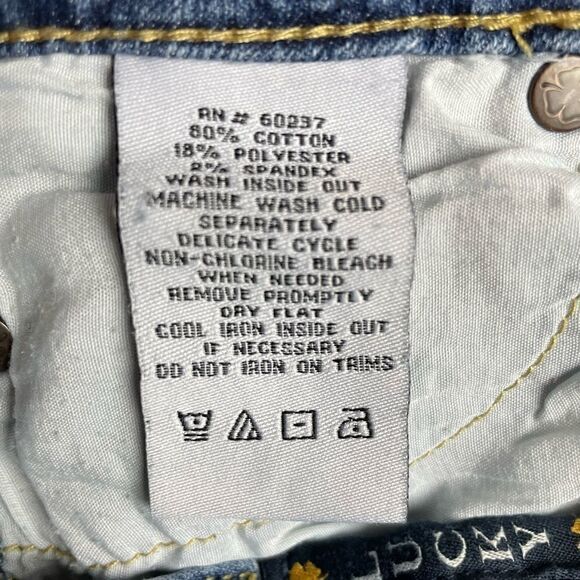 RN # 60237
80% COTTON
18% POLYESTER
2% SPANDEX
WASH INSIDE OUT
MACHINE WASH COLD
SEPARATELY
DELICATE CYCLE
NON-CHLORINE BLEACH
WHEN NEEDED
REMOVE PROMPTLY
DRY FLAT
COOL IRON INSIDE OUT
IF NECESSARY
DO NOT IRON ON TRIMS
LUCKY